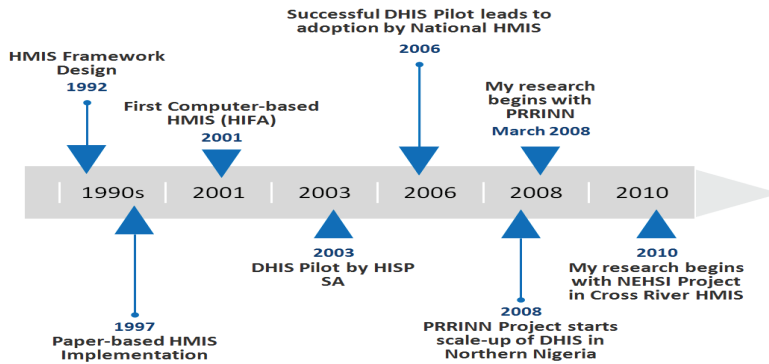 Successful DHIS Pilot leads to
adoption by National HMIS
2006
HMIS Framework
Design
1992
First Computer-based
HMIS (HIFA)
2001
My research
begins with
PRRINN
March 2008
1990s
2001
2003
2006
2008
2010
1997
Paper-based HMIS
Implementation
2003
DHIS Pilot by HISP
SA
2008
PRRINN Project starts
scale-up of DHIS in
Northern Nigeria
2010
My research begins
with NEHSI Project
in Cross River HMIS